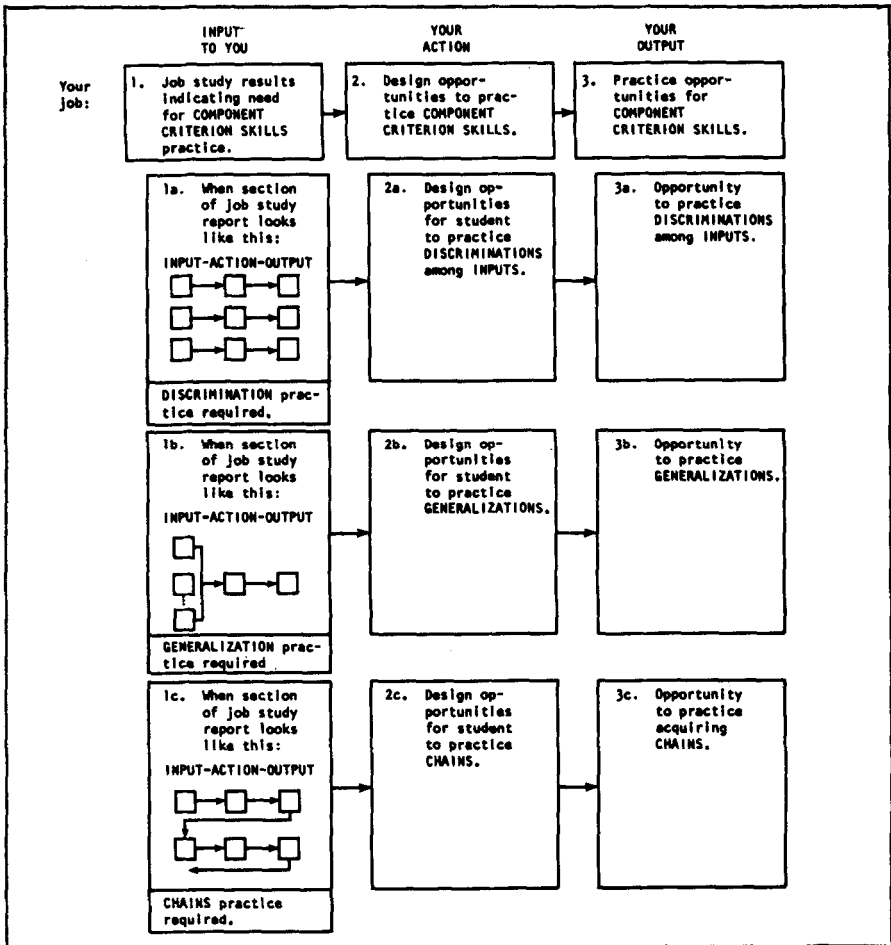 INPUT
TO YOU
YOUR
ACTION
YOUR
OUTPUT
Your
job:
1. Job study results
indicating need
for COMPONENT
CRITERION SKILLS
practice.
2. Design oppor-
tunities to prac-
tice COMPONENT
CRITERION SKILLS.
3. Practice oppor-
tunities for
COMPONENT
CRITERION SKILLS.
1a. When section
of job study
report looks
like this:
INPUT-ACTION-OUTPUT
DISCRIMINATION prac-
tice required.
2a. Design op-
portunities
for student
to practice
DISCRIMINATIONS
among INPUTS.
3a. Opportunity
to practice
DISCRIMINATIONS
among INPUTS.
1b. When section
of job study
report looks
like this:
INPUT-ACTION-OUTPUT
GENERALIZATION prac-
tice required
2b. Design op-
portunities
for student
to practice
GENERALIZATIONS.
3b. Opportunity
to practice
GENERALIZATIONS.
1c. When section
of job study
report looks
like this:
INPUT-ACTION-OUTPUT
CHAINS practice
required.
2c. Design op-
portunities
for student
to practice
CHAINS.
3c. Opportunity
to practice
acquiring
CHAINS.